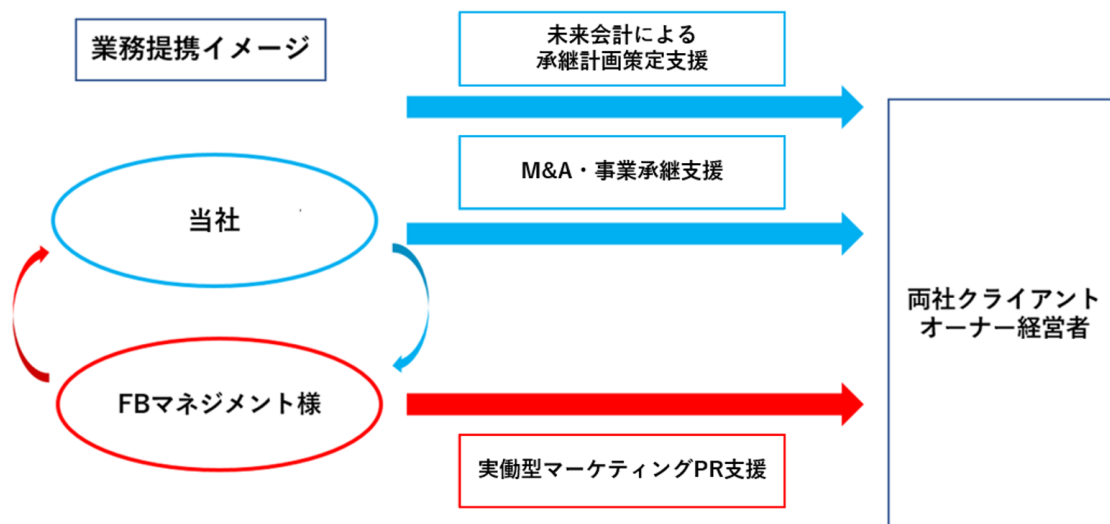 業務提携イメージ
未来会計による
承継計画策定支援
M&A・事業承継支援
当社
両社クライアント
オーナー経営者
FBマネジメント様
実働型マーケティングPR支援